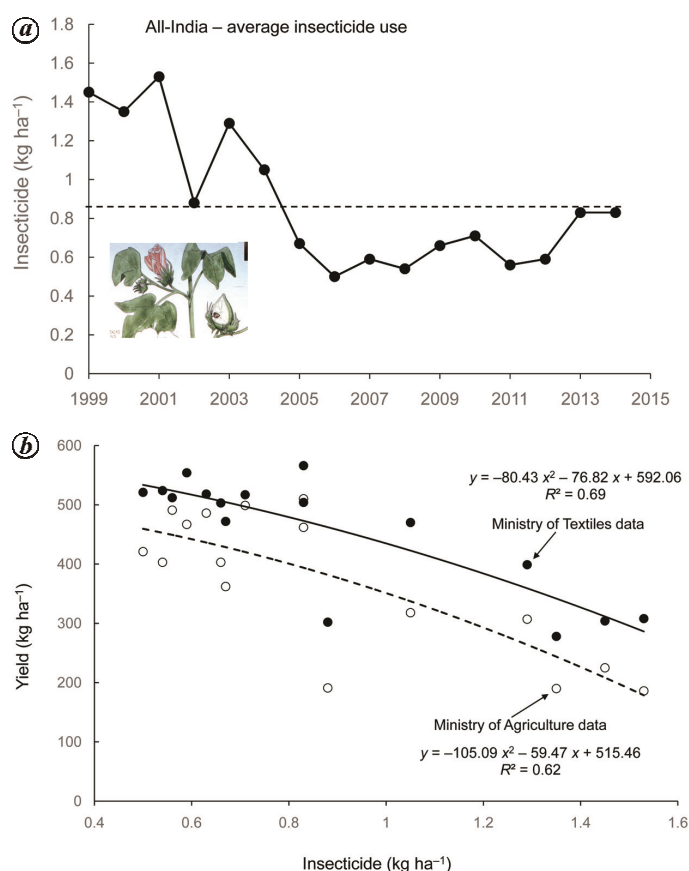 a
All-India – average insecticide use
Insecticide (kg ha⁻¹)
1.8
1.6
1.4
1.2
1
0.8
0.6
0.4
0.2
0
1999 2001 2003 2005 2007 2009 2011 2013 2015
b
Yield (kg ha⁻¹)
600
500
400
300
200
100
0
y = –80.43 x² – 76.82 x + 592.06
R² = 0.69
Ministry of Textiles data
Ministry of Agriculture data
y = –105.09 x² – 59.47 x + 515.46
R² = 0.62
0.4 0.6 0.8 1 1.2 1.4 1.6
Insecticide (kg ha⁻¹)